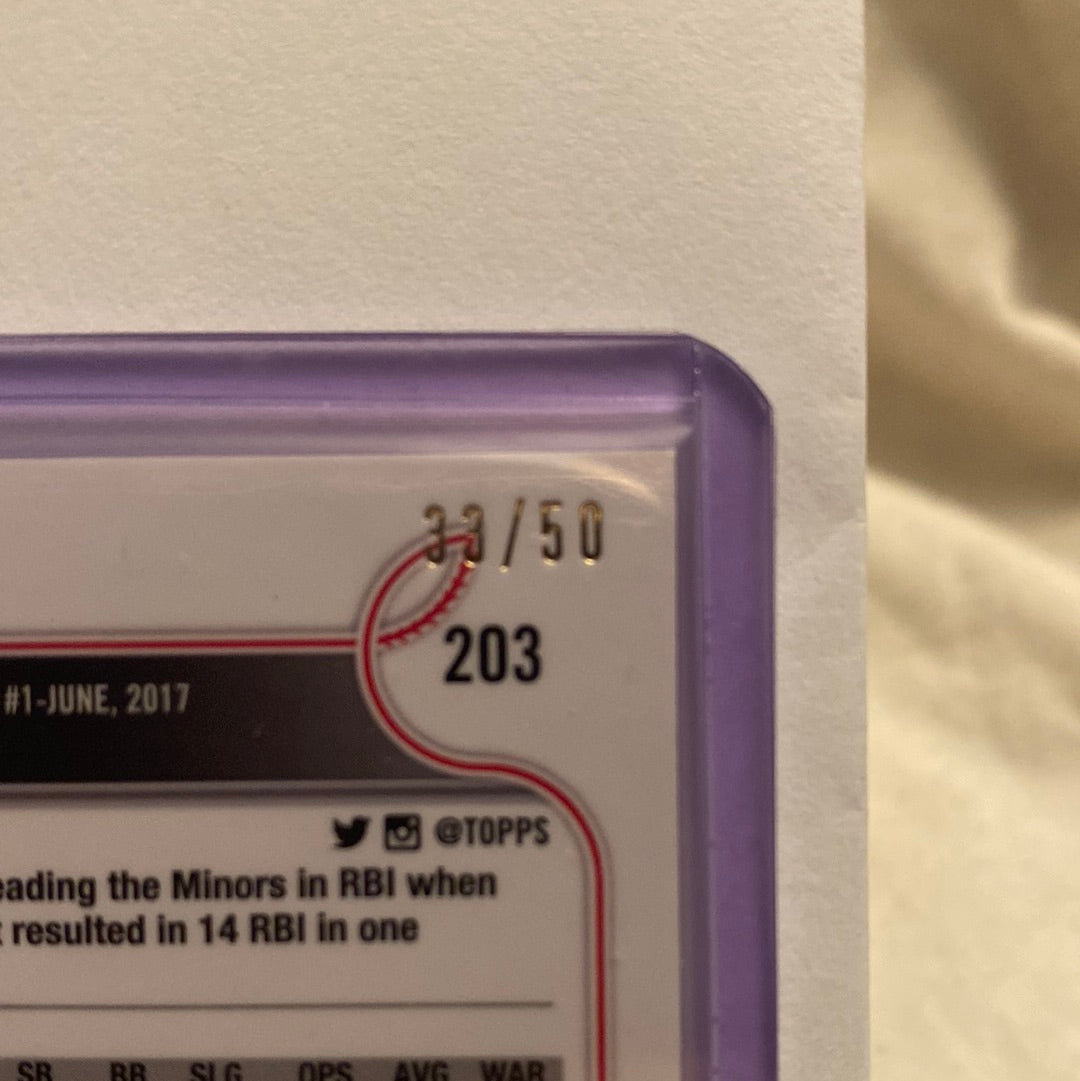 33/50
203
#1-JUNE, 2017
@TOPPS
eading the Minors in RBI when
resulted in 14 RBI in one
SB BB SLG OPS AVG WAR